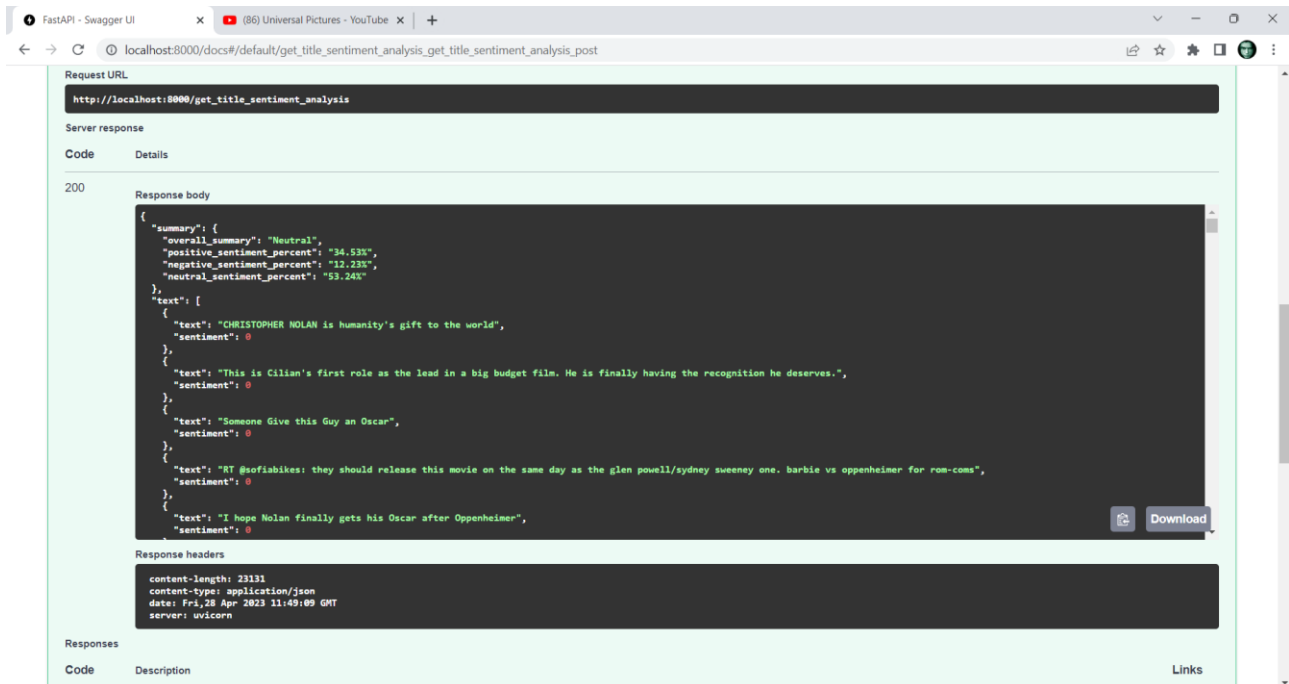 FastAPI - Swagger UI
(86) Universal Pictures - YouTube
localhost:8000/docs#/default/get_title_sentiment_analysis_get_title_sentiment_analysis_post
Request URL
http://localhost:8000/get_title_sentiment_analysis
Server response
Code Details
200
Response body
{
"summary": {
"overall_summary": "Neutral",
"positive_sentiment_percent": "34.53%",
"negative_sentiment_percent": "12.23%",
"neutral_sentiment_percent": "53.24%"
},
"text": [
{
"text": "CHRISTOPHER NOLAN is humanity's gift to the world",
"sentiment": 0
},
{
"text": "This is Cilian's first role as the lead in a big budget film. He is finally having the recognition he deserves.",
"sentiment": 0
},
{
"text": "Someone Give this Guy an Oscar",
"sentiment": 0
},
{
"text": "RT @sofiabikes: they should release this movie on the same day as the glen powell/sydney sweeney one. barbie vs oppenheimer for rom-coms",
"sentiment": 0
},
{
"text": "I hope Nolan finally gets his Oscar after Oppenheimer",
"sentiment": 0
Download
Response headers
content-length: 23131
content-type: application/json
date: Fri,28 Apr 2023 11:49:09 GMT
server: uvicorn
Responses
Code Description Links